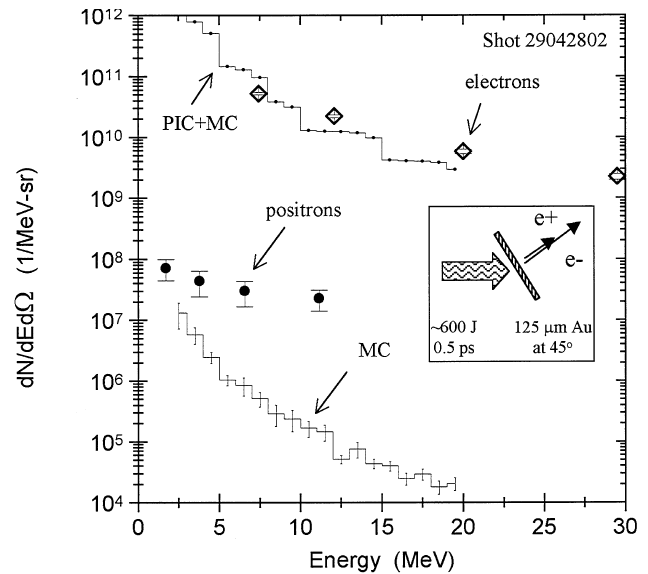 Shot 29042802
electrons
PIC+MC
positrons
MC
e+
e-
~600 J 125 μm Au
0.5 ps at 45°
10¹²
10¹¹
10¹⁰
10⁹
10⁸
10⁷
10⁶
10⁵
10⁴
dN/dEdΩ (1/MeV-sr)
0 5 10 15 20 25 30
Energy (MeV)